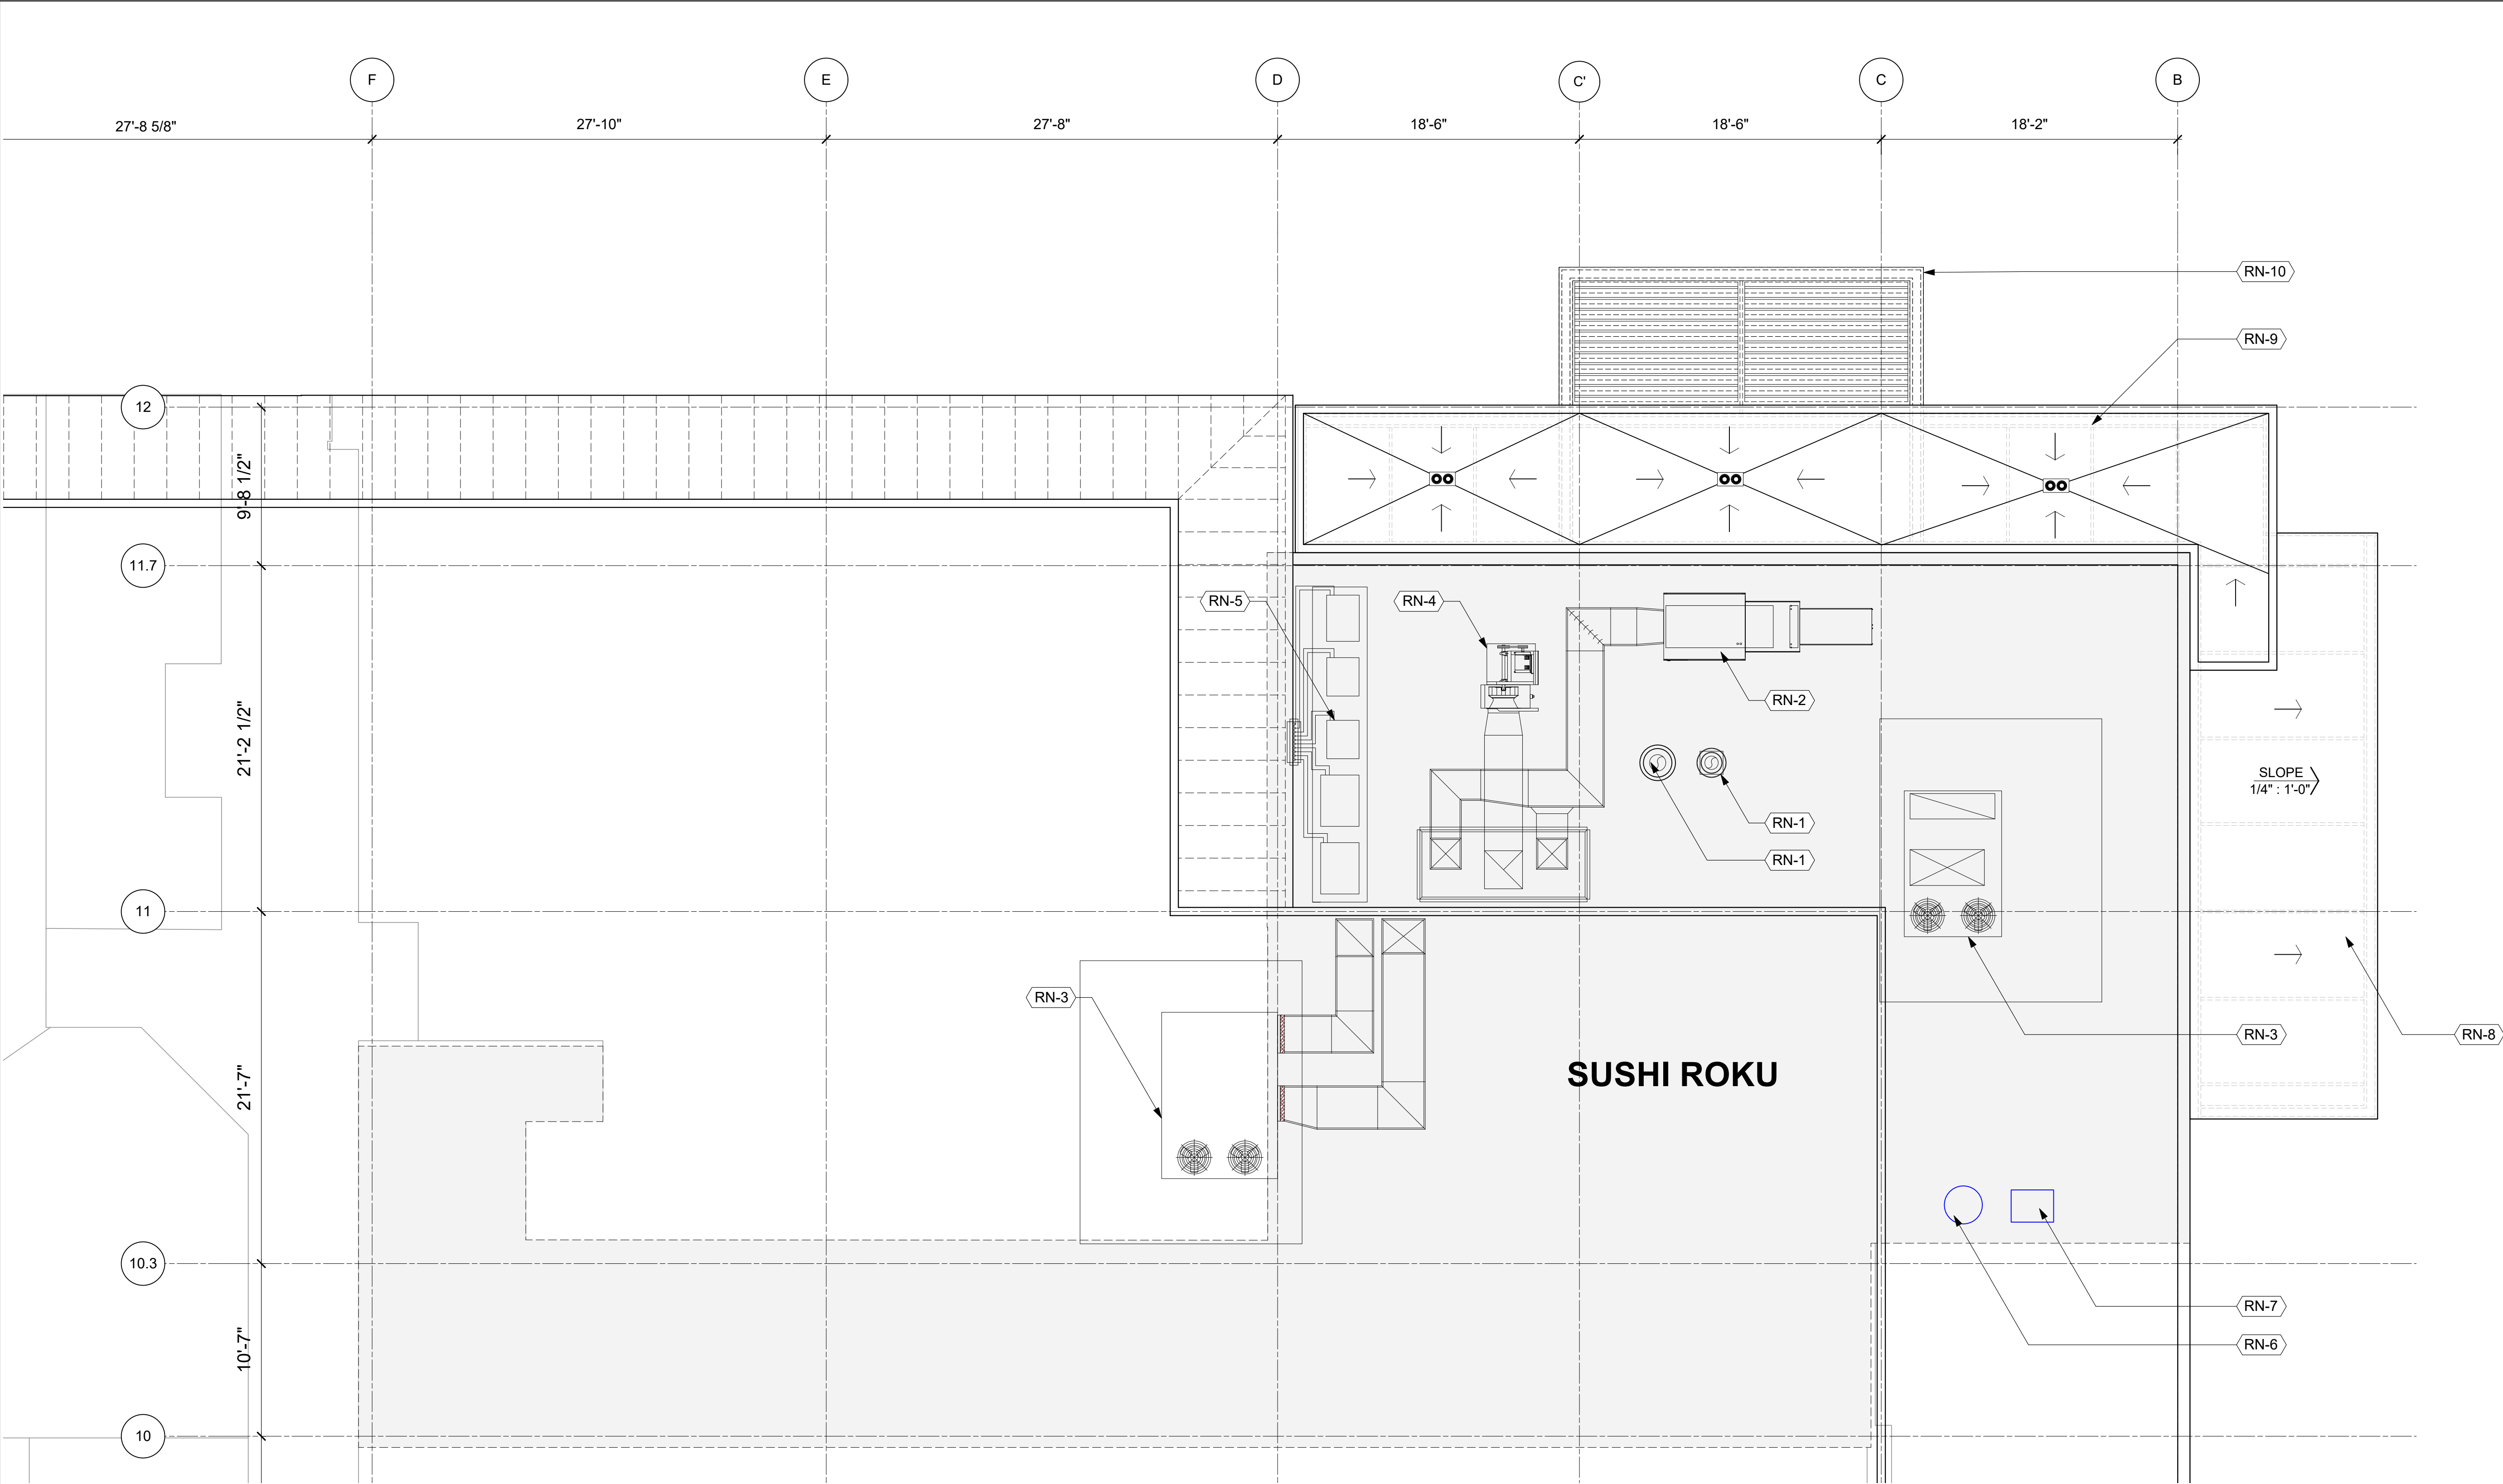 F
E
D
C'
C
B
27'-8 5/8"
27'-10"
27'-8"
18'-6"
18'-6"
18'-2"
RN-10
RN-9
12
9'-8 1/2"
11.7
RN-5
RN-4
RN-2
21'-2 1/2"
SLOPE
1/4" : 1'-0"
RN-1
RN-1
11
RN-3
RN-3
RN-8
SUSHI ROKU
21'-7"
10.3
RN-7
RN-6
10'-7"
10